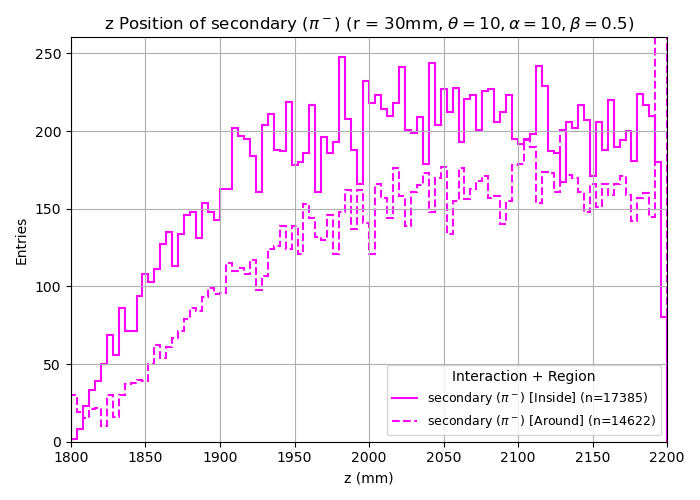 z Position of secondary (π⁻) (r = 30mm, θ = 10, α = 10, β = 0.5)
Entries
250
200
150
100
50
0
Interaction + Region
secondary (π⁻) [Inside] (n=17385)
secondary (π⁻) [Around] (n=14622)
1800 1850 1900 1950 2000 2050 2100 2150 2200
z (mm)